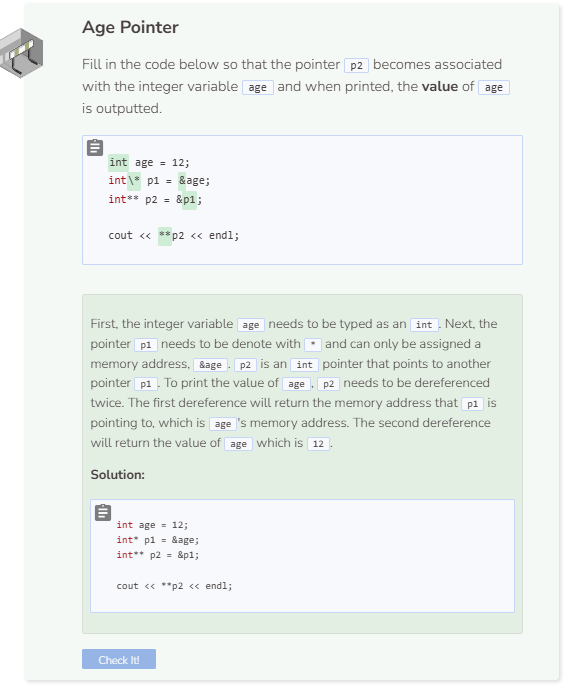 Age Pointer
Fill in the code below so that the pointer p2 becomes associated
with the integer variable age and when printed, the value of age
is outputted.
int age = 12;
int\* p1 = &age;
int** p2 = &p1;
cout << **p2 << endl;
First, the integer variable age needs to be typed as an int . Next, the
pointer p1 needs to be denote with * and can only be assigned a
memory address, &age . p2 is an int pointer that points to another
pointer p1 . To print the value of age , p2 needs to be dereferenced
twice. The first dereference will return the memory address that p1 is
pointing to, which is age 's memory address. The second dereference
will return the value of age which is 12 .
Solution:
int age = 12;
int* p1 = &age;
int** p2 = &p1;
cout << **p2 << endl;
Check It!